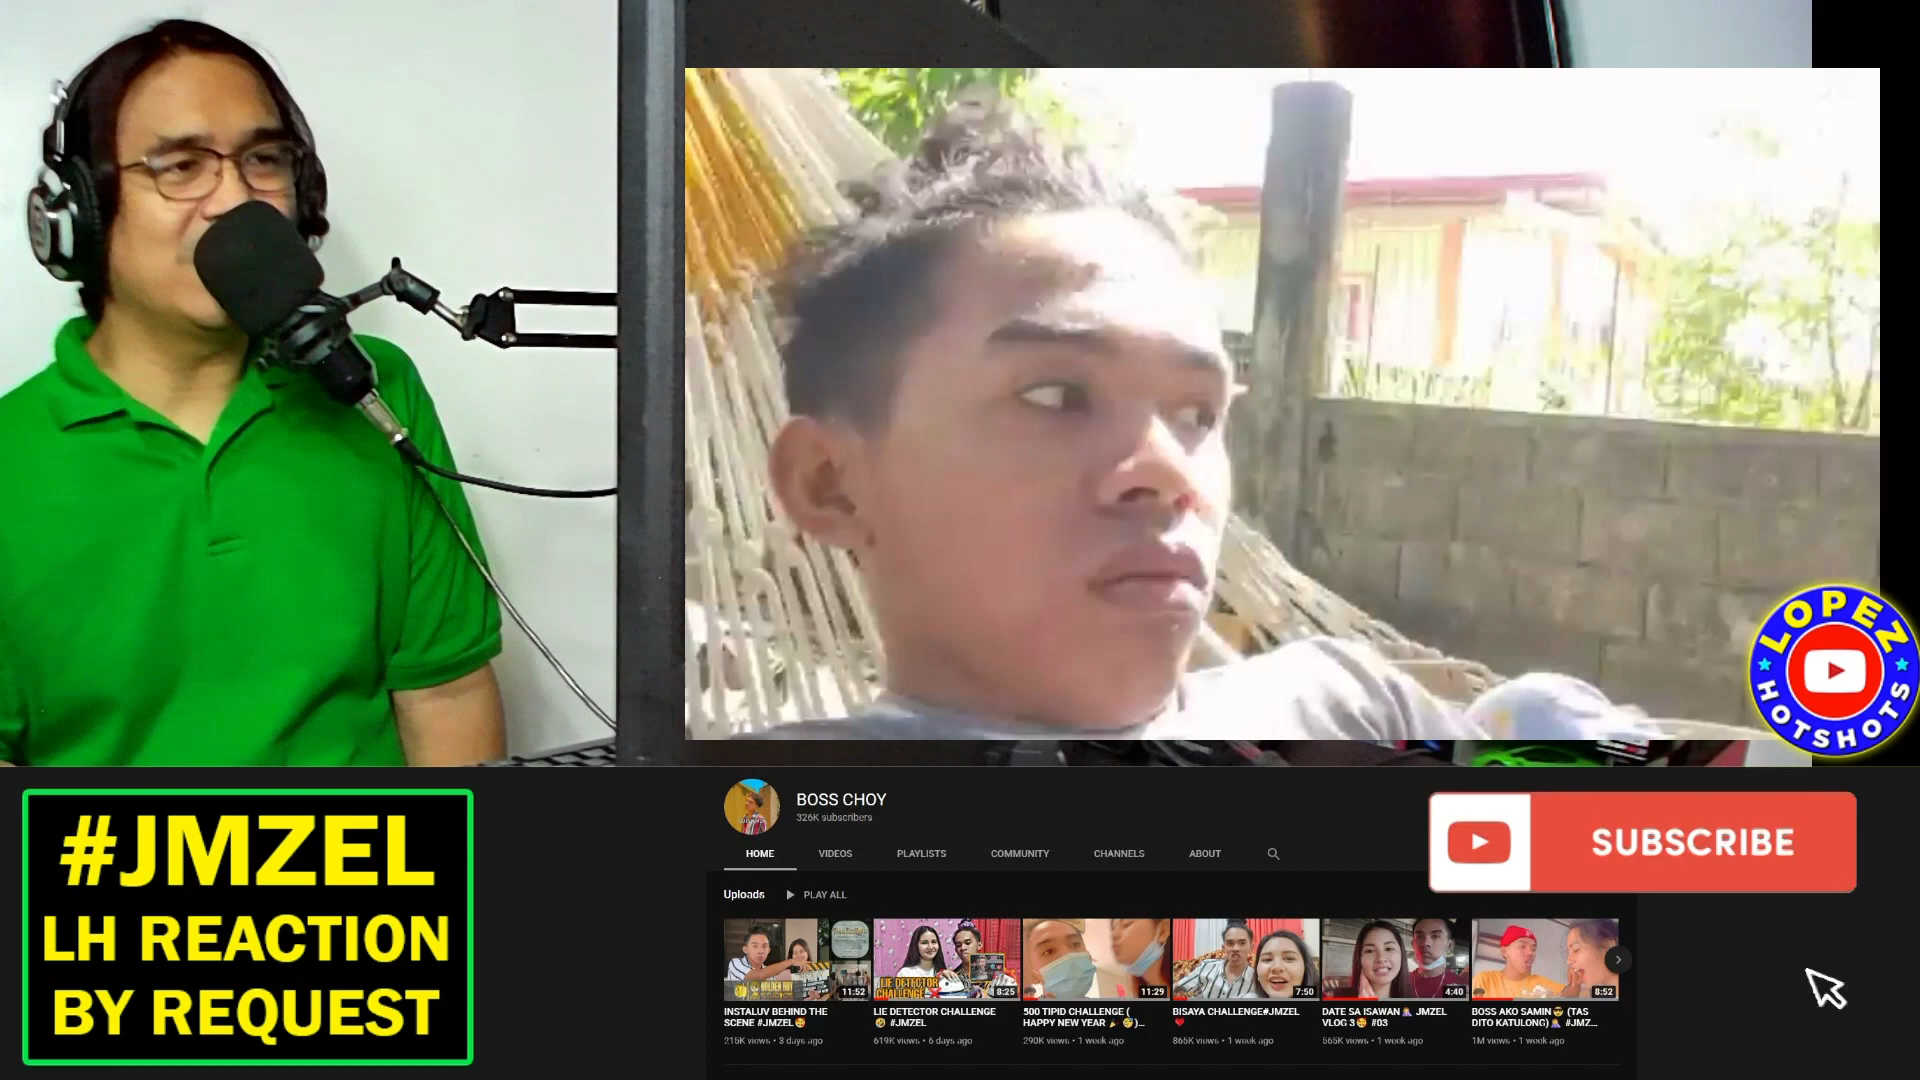 LOPEZ
HOTSHOTS
#JMZEL
LH REACTION
BY REQUEST
BOSS CHOY
326K subscribers
HOME VIDEOS PLAYLISTS COMMUNITY CHANNELS ABOUT
SUBSCRIBE
Uploads PLAY ALL
LIE DETECTOR
CHALLENGE
11:52 8:25 11:29 7:50 4:40 8:52
INSTALUV BEHIND THE
SCENE #JMZEL
215K views • 3 days ago
LIE DETECTOR CHALLENGE
#JMZEL
619K views • 6 days ago
500 TIPID CHALLENGE (
HAPPY NEW YEAR )...
290K views • 1 week ago
BISAYA CHALLENGE#JMZEL
865K views • 1 week ago
DATE SA ISAWAN JMZEL
VLOG 3 #03
565K views • 1 week ago
BOSS AKO SAMIN (TAS
DITO KATULONG) #JMZ...
1M views • 1 week ago